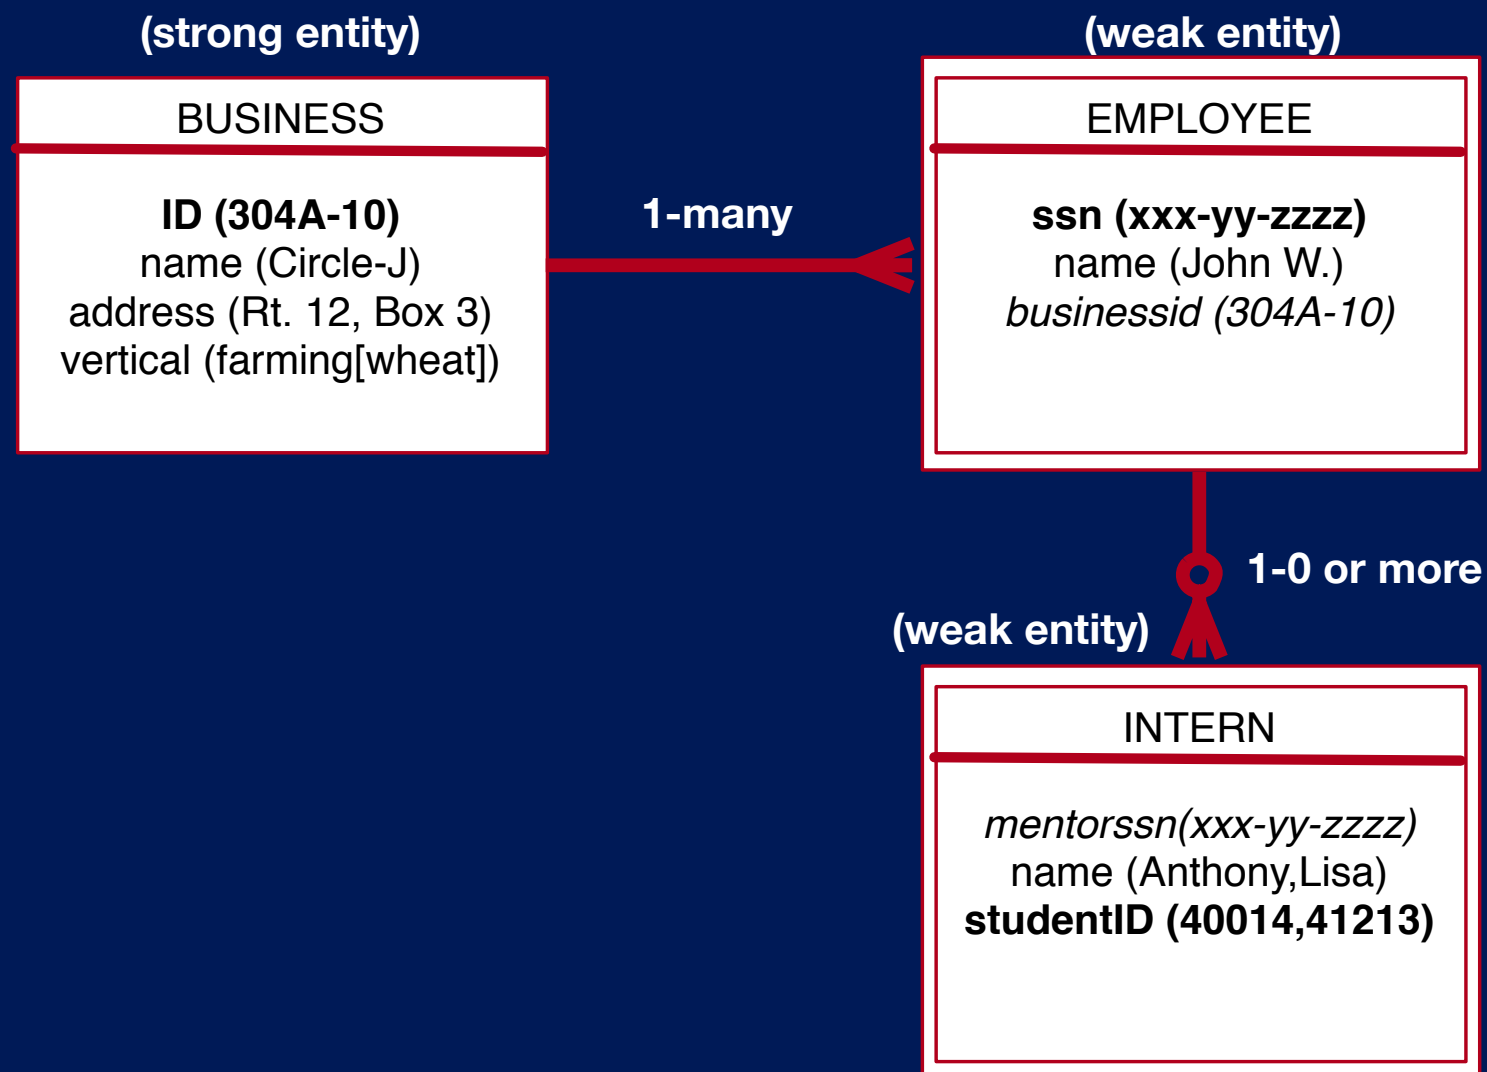 (strong entity)
BUSINESS
ID (304A-10)
name (Circle-J)
address (Rt. 12, Box 3)
vertical (farming[wheat])
1-many
(weak entity)
EMPLOYEE
ssn (xxx-yy-zzzz)
name (John W.)
businessid (304A-10)
1-0 or more
(weak entity)
INTERN
mentorssn(xxx-yy-zzzz)
name (Anthony,Lisa)
studentID (40014,41213)